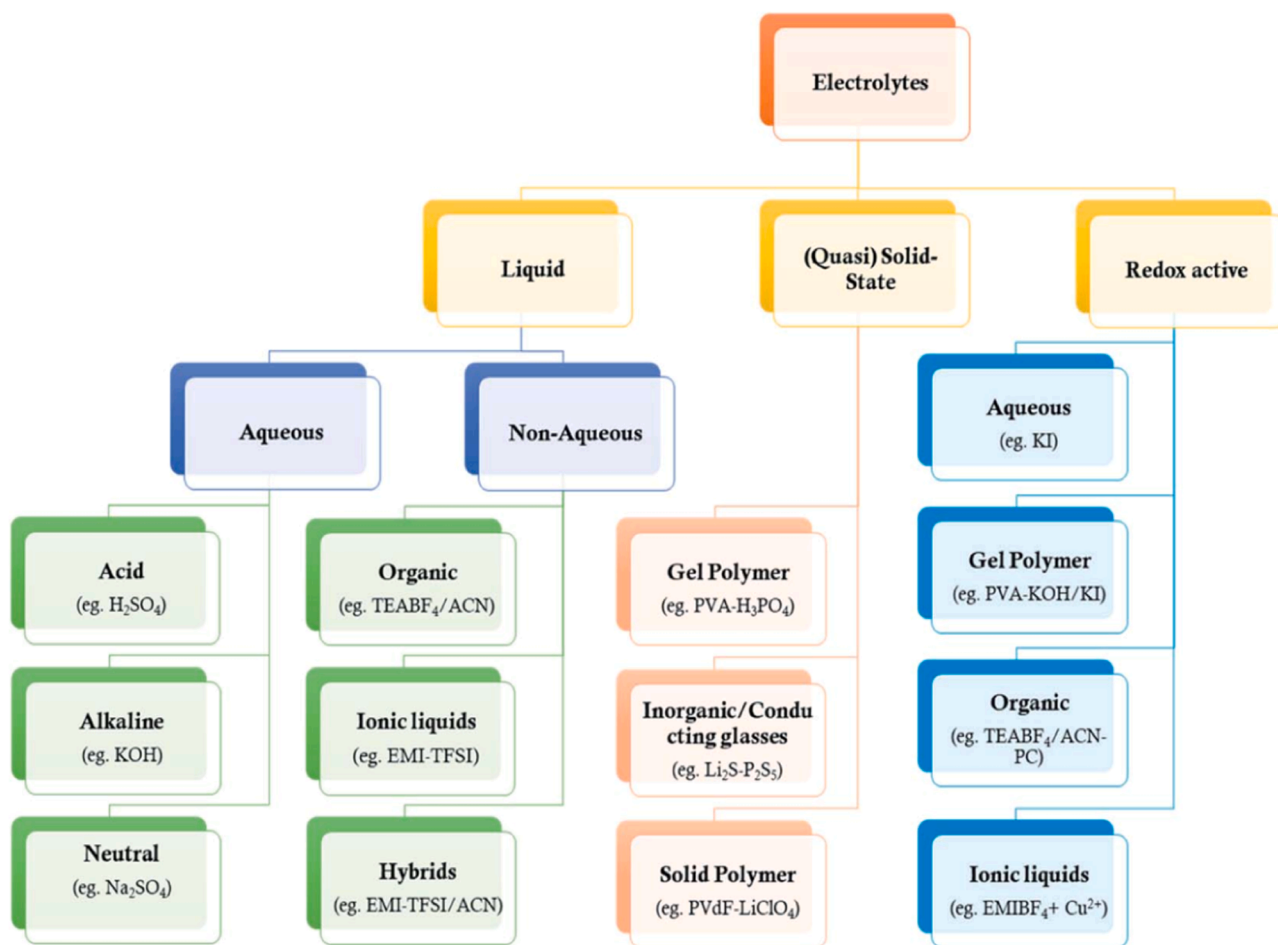 Electrolytes
Liquid
(Quasi) Solid-
State
Redox active
Aqueous
Non-Aqueous
Aqueous
(eg. KI)
Acid
(eg. H₂SO₄)
Organic
(eg. TEABF₄/ACN)
Gel Polymer
(eg. PVA-H₃PO₄)
Gel Polymer
(eg. PVA-KOH/KI)
Alkaline
(eg. KOH)
Ionic liquids
(eg. EMI-TFSI)
Inorganic/Condu
cting glasses
(eg. Li₂S-P₂S₅)
Organic
(eg. TEABF₄/ACN-
PC)
Neutral
(eg. Na₂SO₄)
Hybrids
(eg. EMI-TFSI/ACN)
Solid Polymer
(eg. PVdF-LiClO₄)
Ionic liquids
(eg. EMIBF₄+ Cu²⁺)